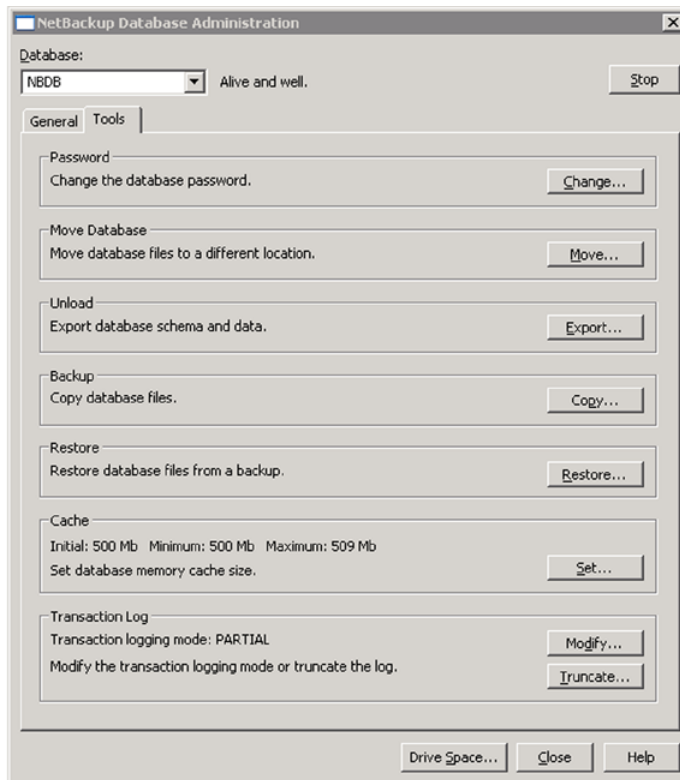 NetBackup Database Administration
Database:
NBDB
Alive and well.
Stop
General
Tools
Password
Change the database password.
Change...
Move Database
Move database files to a different location.
Move...
Unload
Export database schema and data.
Export...
Backup
Copy database files.
Copy...
Restore
Restore database files from a backup.
Restore...
Cache
Initial: 500 Mb Minimum: 500 Mb Maximum: 509 Mb
Set database memory cache size.
Set...
Transaction Log
Transaction logging mode: PARTIAL
Modify...
Modify the transaction logging mode or truncate the log.
Truncate...
Drive Space...
Close
Help